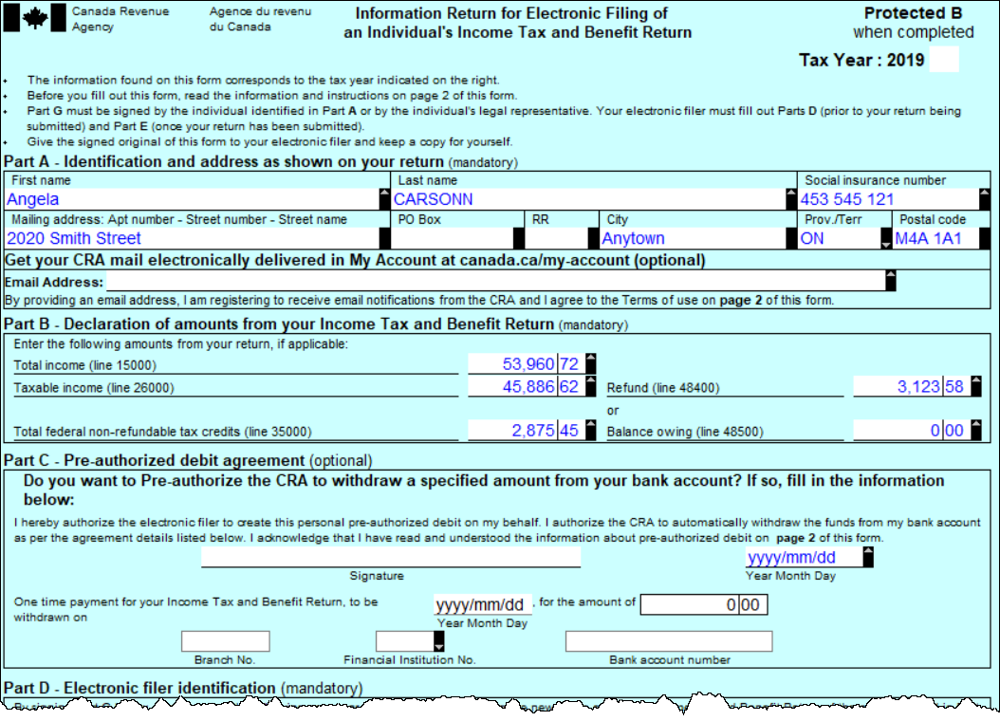 Canada Revenue Agency
Agence du revenu du Canada
Information Return for Electronic Filing of
an Individual's Income Tax and Benefit Return
Protected B
when completed
Tax Year : 2019
• The information found on this form corresponds to the tax year indicated on the right.
• Before you fill out this form, read the information and instructions on page 2 of this form.
• Part G must be signed by the individual identified in Part A or by the individual's legal representative. Your electronic filer must fill out Parts D (prior to your return being
submitted) and Part E (once your return has been submitted).
• Give the signed original of this form to your electronic filer and keep a copy for yourself.
Part A - Identification and address as shown on your return (mandatory)
First name Last name Social insurance number
Angela CARSONN 453 545 121
Mailing address: Apt number - Street number - Street name PO Box RR City Prov./Terr Postal code
2020 Smith Street Anytown ON M4A 1A1
Get your CRA mail electronically delivered in My Account at canada.ca/my-account (optional)
Email Address:
By providing an email address, I am registering to receive email notifications from the CRA and I agree to the Terms of use on page 2 of this form.
Part B - Declaration of amounts from your Income Tax and Benefit Return (mandatory)
Enter the following amounts from your return, if applicable:
Total income (line 15000) 53,960 72
Taxable income (line 26000) 45,886 62 Refund (line 48400) 3,123 58
or
Total federal non-refundable tax credits (line 35000) 2,875 45 Balance owing (line 48500) 0 00
Part C - Pre-authorized debit agreement (optional)
Do you want to Pre-authorize the CRA to withdraw a specified amount from your bank account? If so, fill in the information
below:
I hereby authorize the electronic filer to create this personal pre-authorized debit on my behalf. I authorize the CRA to automatically withdraw the funds from my bank account
as per the agreement details listed below. I acknowledge that I have read and understood the information about pre-authorized debit on page 2 of this form.
yyyy/mm/dd
Signature Year Month Day
One time payment for your Income Tax and Benefit Return, to be
withdrawn on yyyy/mm/dd , for the amount of 0 00
Year Month Day
Branch No. Financial Institution No. Bank account number
Part D - Electronic filer identification (mandatory)